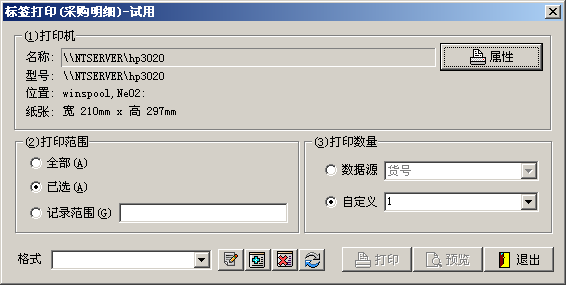 标签打印(采购明细)-试用
(1)打印机
名称: \\NTSERVER\hp3020
属性
型号: \\NTSERVER\hp3020
位置: winspool,Ne02:
纸张: 宽 210mm x 高 297mm
(2)打印范围
全部(A)
已选(A)
记录范围(G)
(3)打印数量
数据源 货号
自定义 1
格式
打印 预览 退出